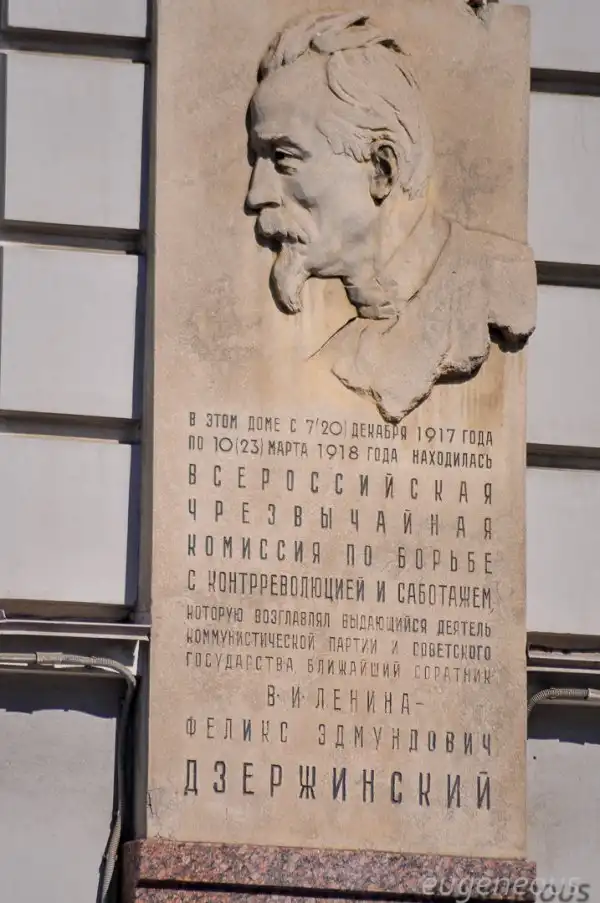 В ЭТОМ ДОМЕ С 7(20) ДЕКАБРЯ 1917 ГОДА
ПО 10(23) МАРТА 1918 ГОДА НАХОДИЛАСЬ
ВСЕРОССИЙСКАЯ
ЧРЕЗВЫЧАЙНАЯ
КОМИССИЯ ПО БОРЬБЕ
С КОНТРРЕВОЛЮЦИЕЙ И САБОТАЖЕМ,
КОТОРУЮ ВОЗГЛАВЛЯЛ ВЫДАЮЩИЙСЯ ДЕЯТЕЛЬ
КОММУНИСТИЧЕСКОЙ ПАРТИИ И СОВЕТСКОГО
ГОСУДАРСТВА, БЛИЖАЙШИЙ СОРАТНИК
В·И·ЛЕНИНА-
ФЕЛИКС ЭДМУНДОВИЧ
ДЗЕРЖИНСКИЙ
eugeneous